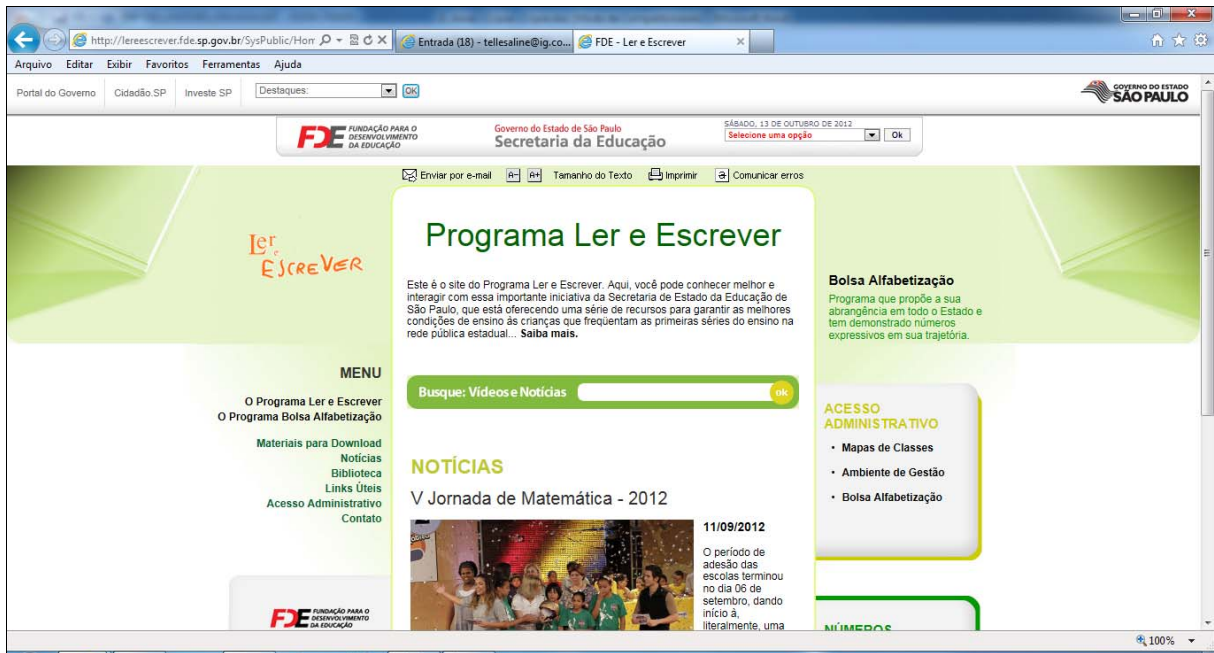 http://lereescrever.fde.sp.gov.br/SysPublic/Hom
Entrada (18) - tellesaline@ig.co...
FDE - Ler e Escrever
Arquivo Editar Exibir Favoritos Ferramentas Ajuda
Portal do Governo Cidadão.SP Investe SP Destaques: OK
GOVERNO DO ESTADO
SÃO PAULO
FDE FUNDAÇÃO PARA O
DESENVOLVIMENTO
DA EDUCAÇÃO
Governo do Estado de São Paulo
Secretaria da Educação
SÁBADO, 13 DE OUTUBRO DE 2012
Selecione uma opção Ok
Enviar por e-mail A- A+ Tamanho do Texto Imprimir a Comunicar erros
Ler e
EscreVER
Programa Ler e Escrever
Este é o site do Programa Ler e Escrever. Aqui, você pode conhecer melhor e
interagir com essa importante iniciativa da Secretaria de Estado da Educação de
São Paulo, que está oferecendo uma série de recursos para garantir as melhores
condições de ensino ás crianças que freqüentam as primeiras séries do ensino na
rede pública estadual... Saiba mais.
Bolsa Alfabetização
Programa que propõe a sua
abrangência em todo o Estado e
tem demonstrado números
expressivos em sua trajetória.
MENU
O Programa Ler e Escrever
O Programa Bolsa Alfabetização
Materiais para Download
Notícias
Biblioteca
Links Úteis
Acesso Administrativo
Contato
Busque: Vídeos e Notícias ok
ACESSO
ADMINISTRATIVO
• Mapas de Classes
• Ambiente de Gestão
• Bolsa Alfabetização
NOTÍCIAS
V Jornada de Matemática - 2012
11/09/2012
O período de
adesão das
escolas terminou
no dia 06 de
setembro, dando
início á,
literalmente, uma
FDE FUNDAÇÃO PARA O
DESENVOLVIMENTO
DA EDUCAÇÃO
NÚMEROS
100%